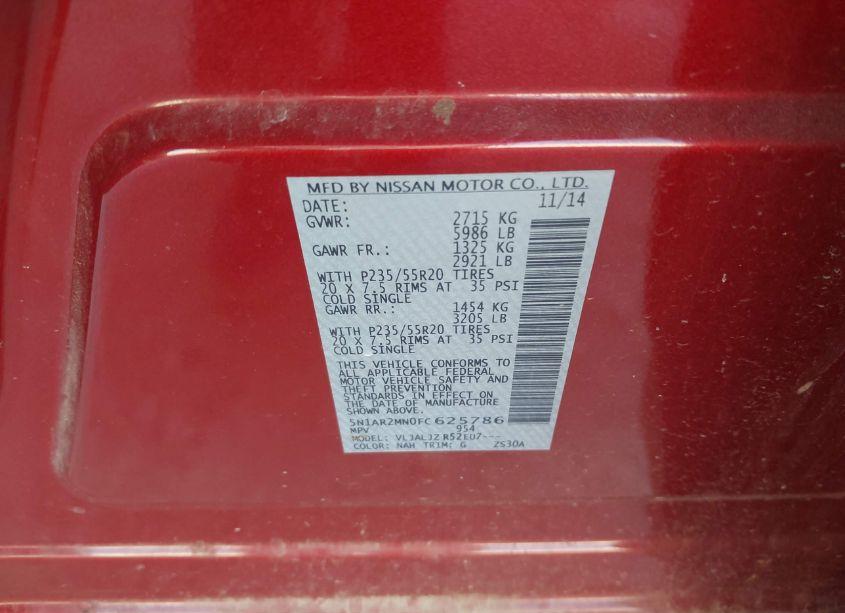 MFD BY NISSAN MOTOR CO., LTD.
DATE: 11/14
GVWR: 2715 KG
5986 LB
GAWR FR.: 1325 KG
2921 LB
WITH P235/55R20 TIRES
20 X 7.5 RIMS AT 35 PSI
COLD SINGLE
GAWR RR.: 1454 KG
3205 LB
WITH P235/55R20 TIRES
20 X 7.5 RIMS AT 35 PSI
COLD SINGLE
THIS VEHICLE CONFORMS TO
ALL APPLICABLE FEDERAL
MOTOR VEHICLE SAFETY AND
THEFT PREVENTION
STANDARDS IN EFFECT ON
THE DATE OF MANUFACTURE
SHOWN ABOVE.
5N1AR2MN0FC625786
MPV 954
MODEL: VLJALJZ R52EU7---
COLOR: NAH TRIM: G ZS30A